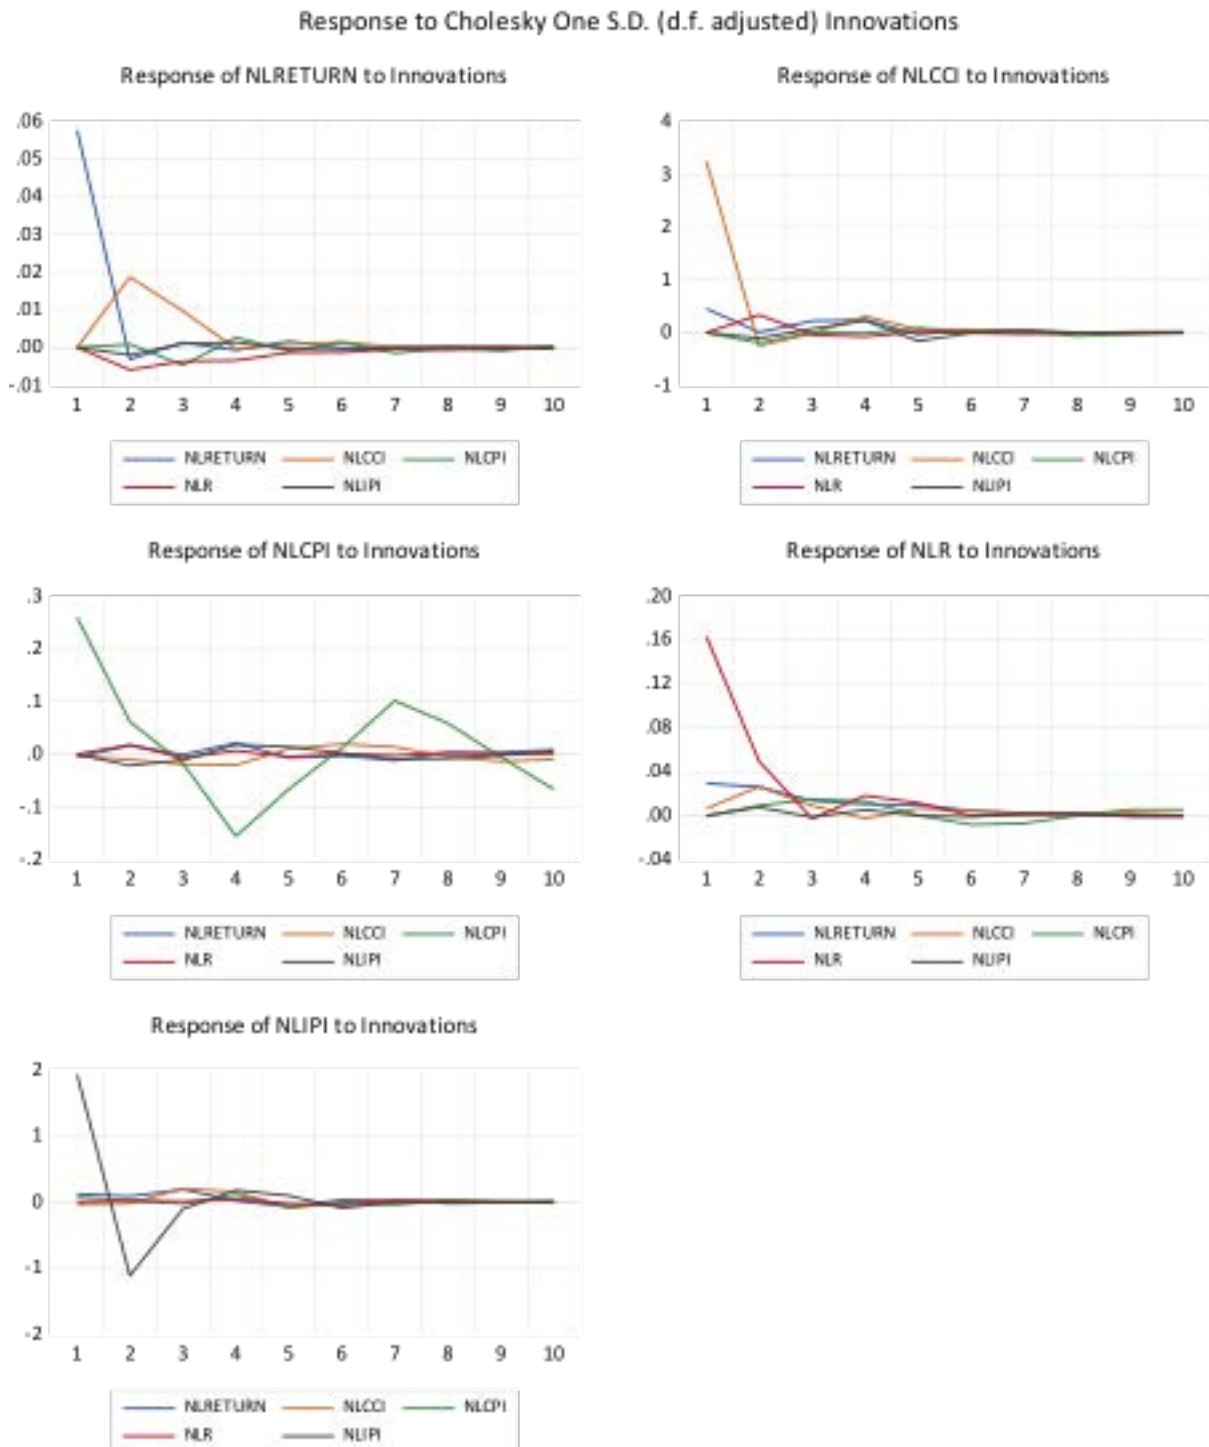 Response to Cholesky One S.D. (d.f. adjusted) Innovations
Response of NLRETURN to Innovations
.06
.05
.04
.03
.02
.01
.00
-.01
1 2 3 4 5 6 7 8 9 10
NLRETURN NLCCI NLCPI
NLR NLIPI
Response of NLCCI to Innovations
4
3
2
1
0
-1
1 2 3 4 5 6 7 8 9 10
NLRETURN NLCCI NLCPI
NLR NLIPI
Response of NLCPI to Innovations
.3
.2
.1
.0
-.1
-.2
1 2 3 4 5 6 7 8 9 10
NLRETURN NLCCI NLCPI
NLR NLIPI
Response of NLR to Innovations
.20
.16
.12
.08
.04
.00
-.04
1 2 3 4 5 6 7 8 9 10
NLRETURN NLCCI NLCPI
NLR NLIPI
Response of NLIPI to Innovations
2
1
0
-1
-2
1 2 3 4 5 6 7 8 9 10
NLRETURN NLCCI NLCPI
NLR NLIPI